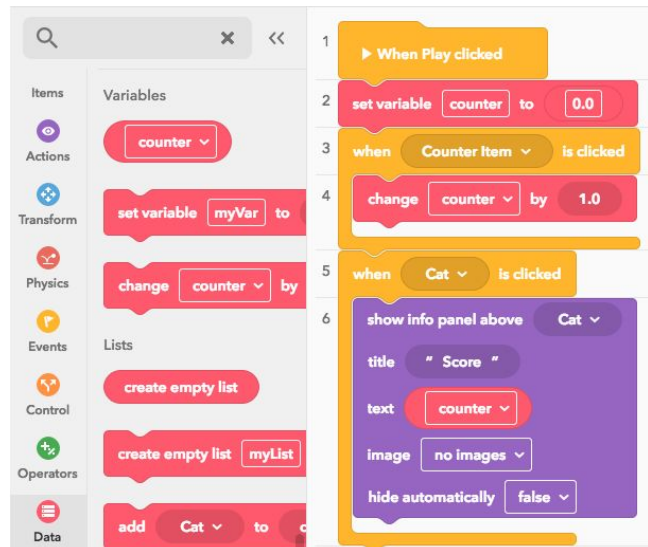 Items
Actions
Transform
Physics
Events
Control
Operators
Data
Variables
counter
set variable myVar to
change counter by
Lists
create empty list
create empty list myList
add Cat to
1 When Play clicked
2 set variable counter to 0.0
3 when Counter Item is clicked
4 change counter by 1.0
5 when Cat is clicked
6 show info panel above Cat
title " Score "
text counter
image no images
hide automatically false